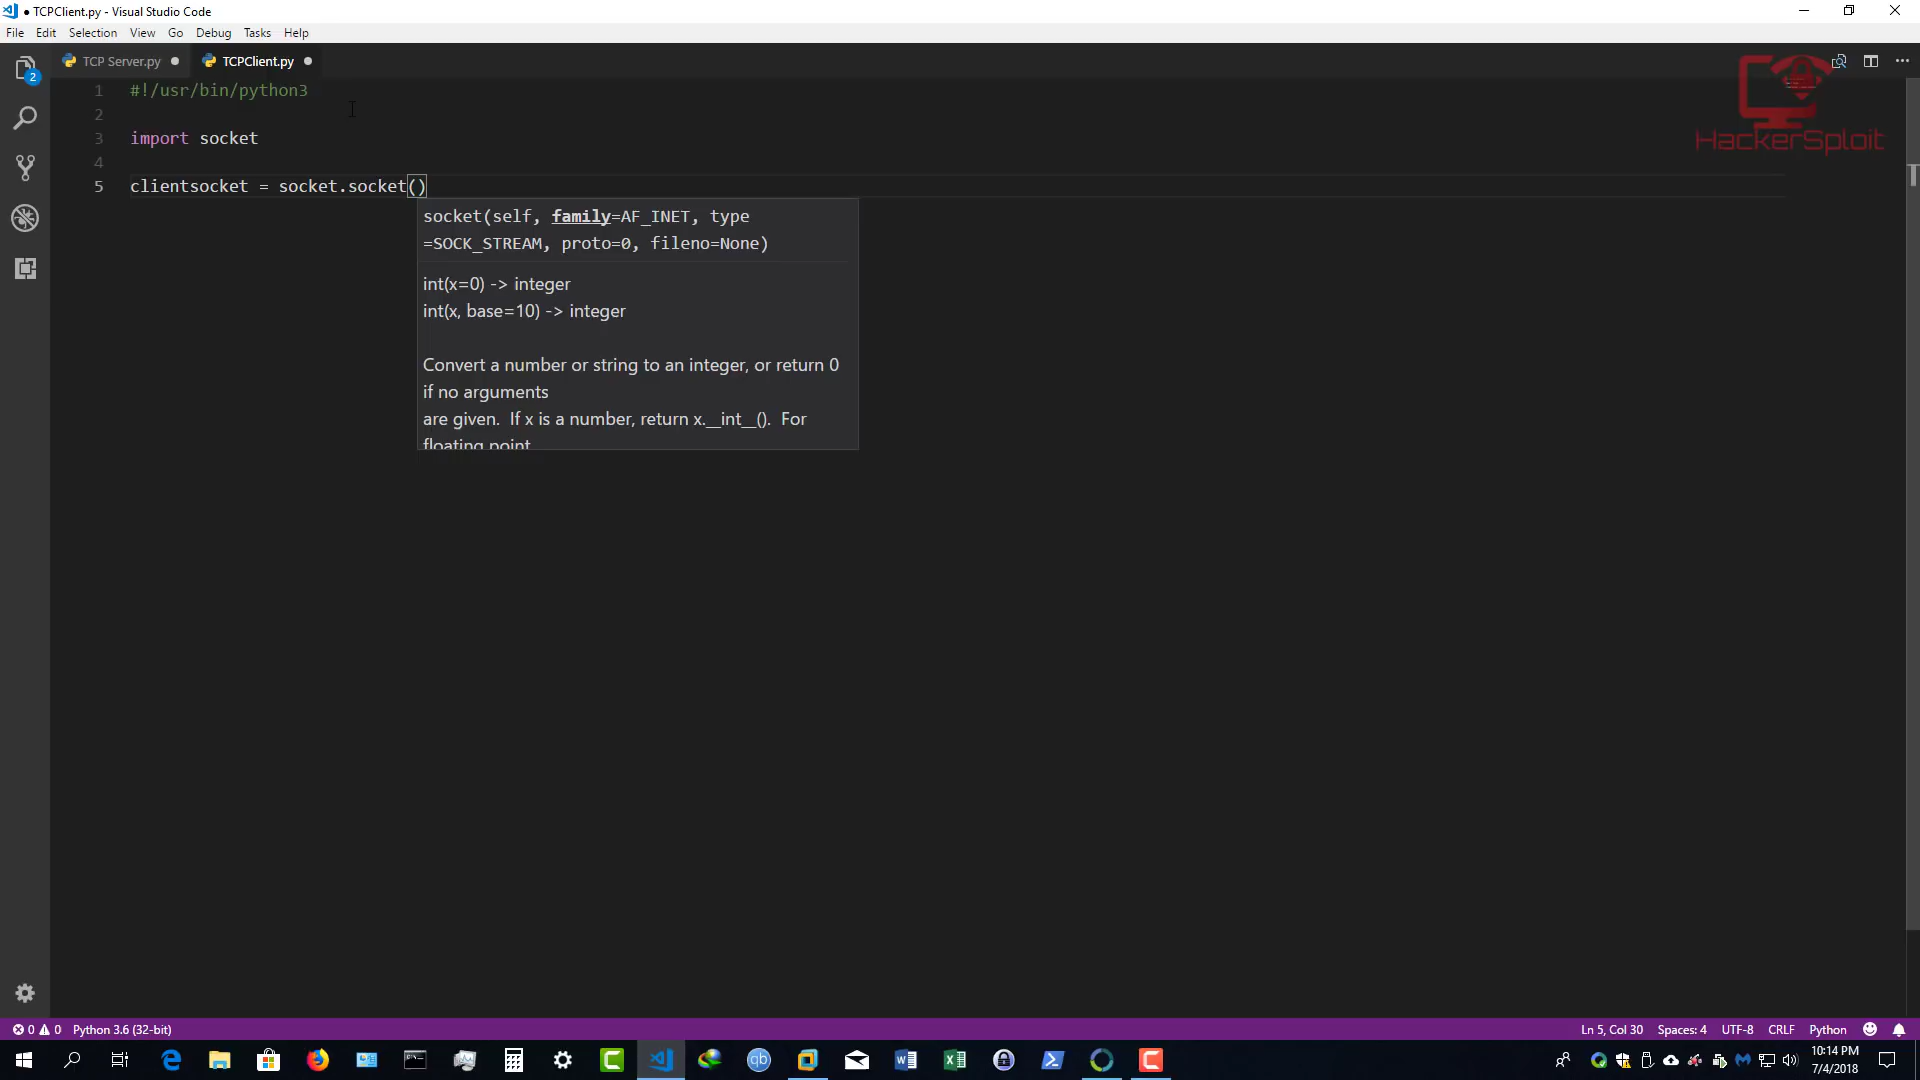 ● TCPClient.py - Visual Studio Code
File Edit Selection View Go Debug Tasks Help
TCP Server.py ● TCPClient.py ●
2
HackerSploit
1 #!/usr/bin/python3
2
3 import socket
4
5 clientsocket = socket.socket()
socket(self, family=AF_INET, type
=SOCK_STREAM, proto=0, fileno=None)
int(x=0) -> integer
int(x, base=10) -> integer
Convert a number or string to an integer, or return 0
if no arguments
are given. If x is a number, return x.__int__(). For
floating point
0 0 Python 3.6 (32-bit)
Ln 5, Col 30 Spaces: 4 UTF-8 CRLF Python
qb
10:14 PM
7/4/2018